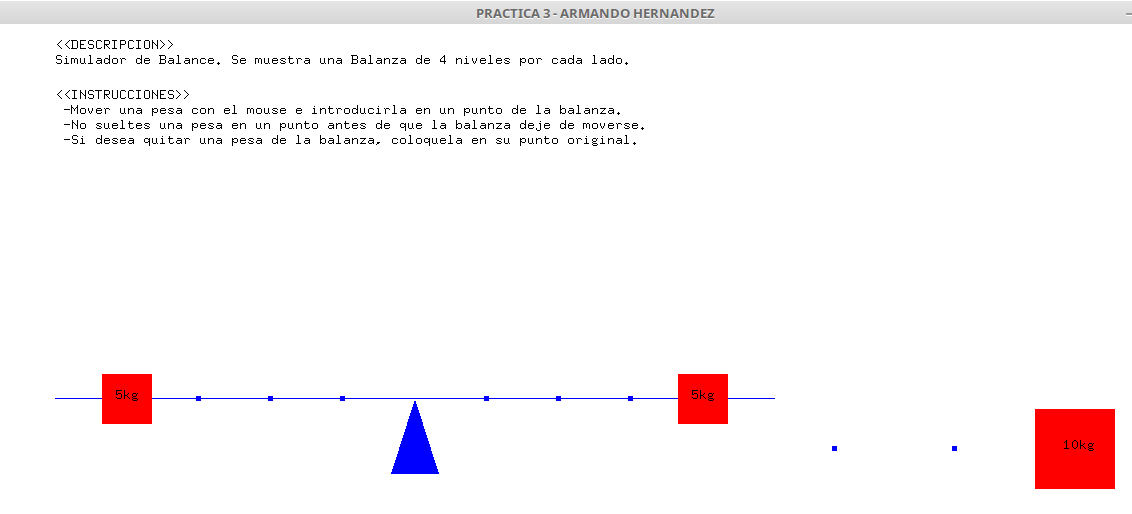 PRACTICA 3 - ARMANDO HERNANDEZ
<<DESCRIPCION>>
Simulador de Balance. Se muestra una Balanza de 4 niveles por cada lado.
<<INSTRUCCIONES>>
-Mover una pesa con el mouse e introducirla en un punto de la balanza.
-No sueltes una pesa en un punto antes de que la balanza deje de moverse.
-Si desea quitar una pesa de la balanza, coloquela en su punto original.
5kg
5kg
10kg